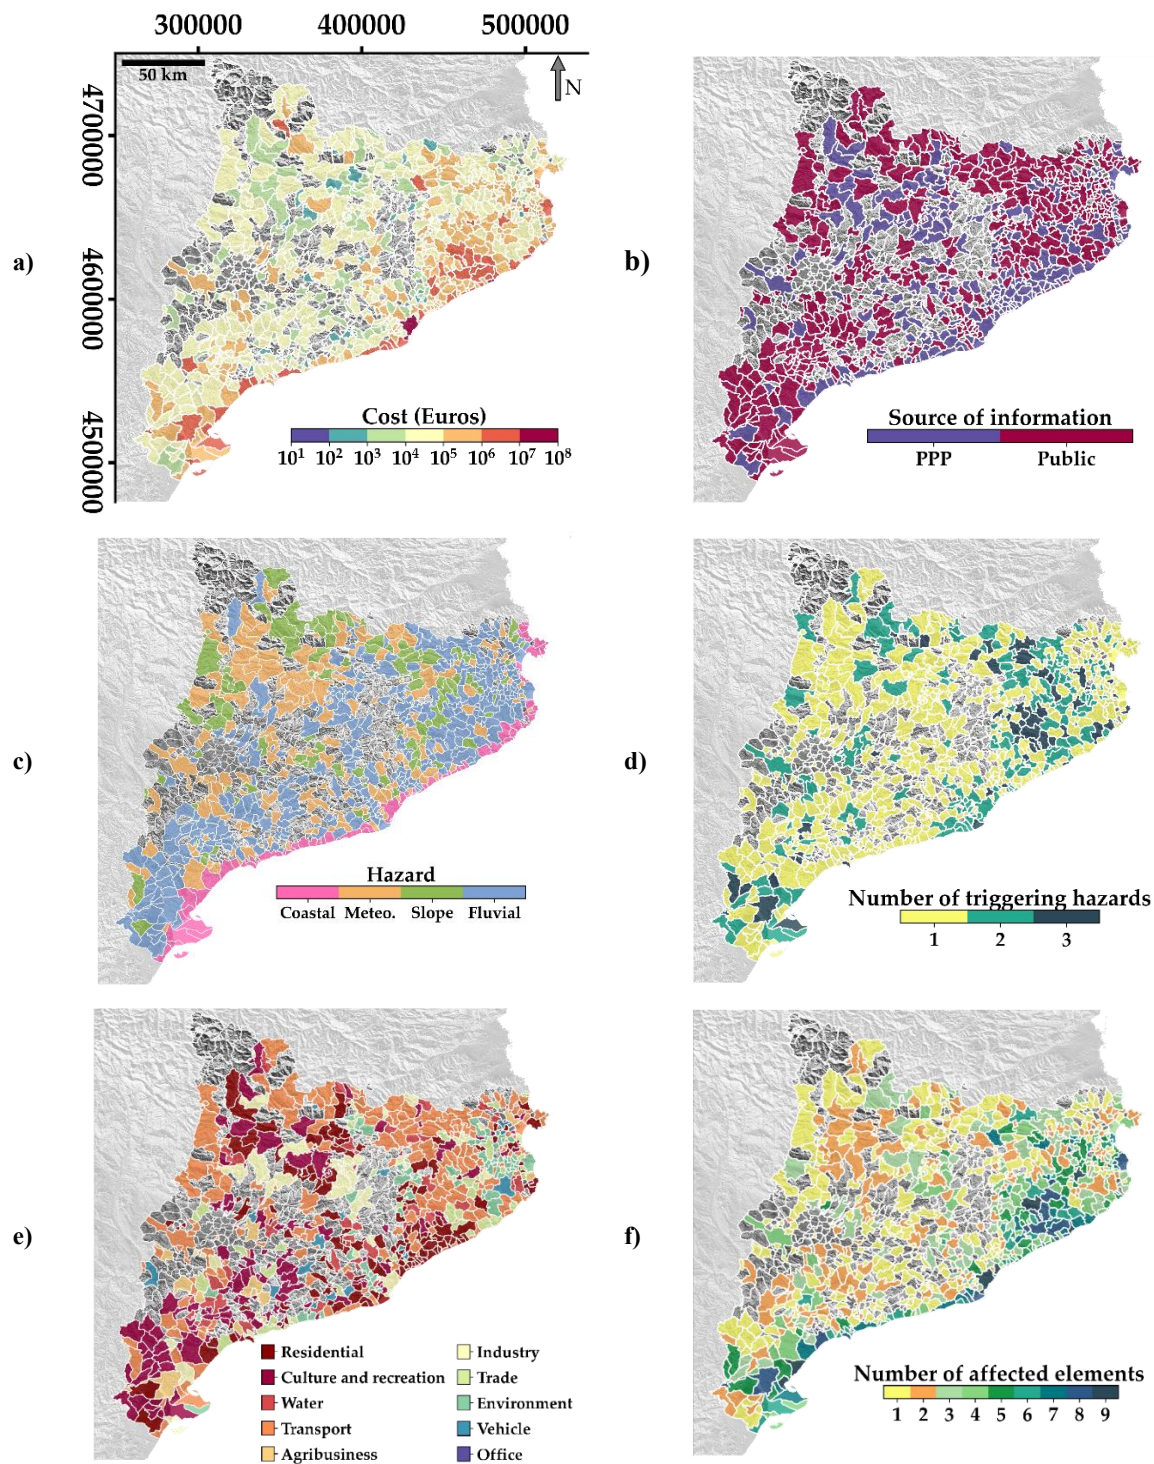 300000 400000 500000
50 km
N
4700000
4600000
4500000
a)
Cost (Euros)
10¹ 10² 10³ 10⁴ 10⁵ 10⁶ 10⁷ 10⁸
b)
Source of information
PPP Public
c)
Hazard
Coastal Meteo. Slope Fluvial
d)
Number of triggering hazards
1 2 3
e)
Residential
Culture and recreation
Water
Transport
Agribusiness
Industry
Trade
Environment
Vehicle
Office
f)
Number of affected elements
1 2 3 4 5 6 7 8 9